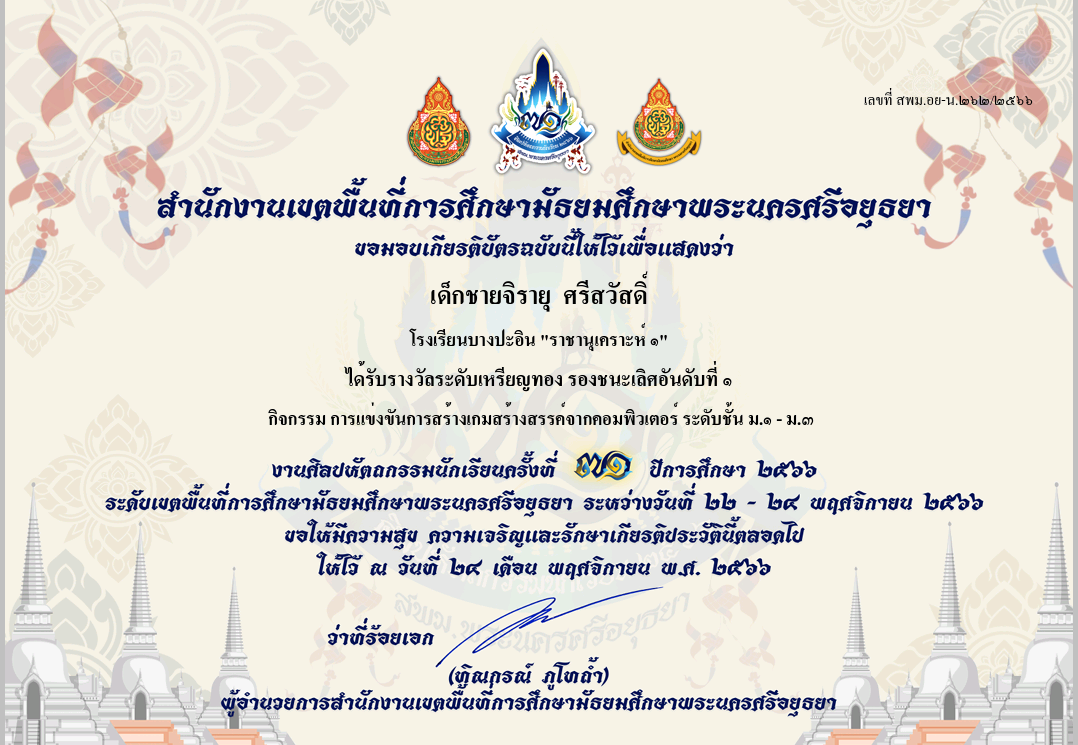 เลขที่ สพม.อย-น.๒๖๒/๒๕๖๖
สำนักงานเขตพื้นที่การศึกษามัธยมศึกษาพระนครศรีอยุธยา
ขอมอบเกียรติบัตรฉบับนี้ให้ไว้เพื่อแสดงว่า
เด็กชายจิรายุ ศรีสวัสดิ์
โรงเรียนบางปะอิน "ราชานุเคราะห์ ๑"
ได้รับรางวัลระดับเหรียญทอง รองชนะเลิศอันดับที่ ๑
กิจกรรม การแข่งขันการสร้างเกมสร้างสรรค์จากคอมพิวเตอร์ ระดับชั้น ม.๑ - ม.๓
งานศิลปหัตถกรรมนักเรียนครั้งที่ ๗๑ ปีการศึกษา ๒๕๖๖
ระดับเขตพื้นที่การศึกษามัธยมศึกษาพระนครศรีอยุธยา ระหว่างวันที่ ๒๒ - ๒๔ พฤศจิกายน ๒๕๖๖
ขอให้มีความสุข ความเจริญและรักษาเกียรติประวัตินี้ตลอดไป
ให้ไว้ ณ วันที่ ๒๔ เดือน พฤศจิกายน พ.ศ. ๒๕๖๖
ว่าที่ร้อยเอก
(ทิณกรณ์ ภูโทถ้ำ)
ผู้อำนวยการสำนักงานเขตพื้นที่การศึกษามัธยมศึกษาพระนครศรีอยุธยา